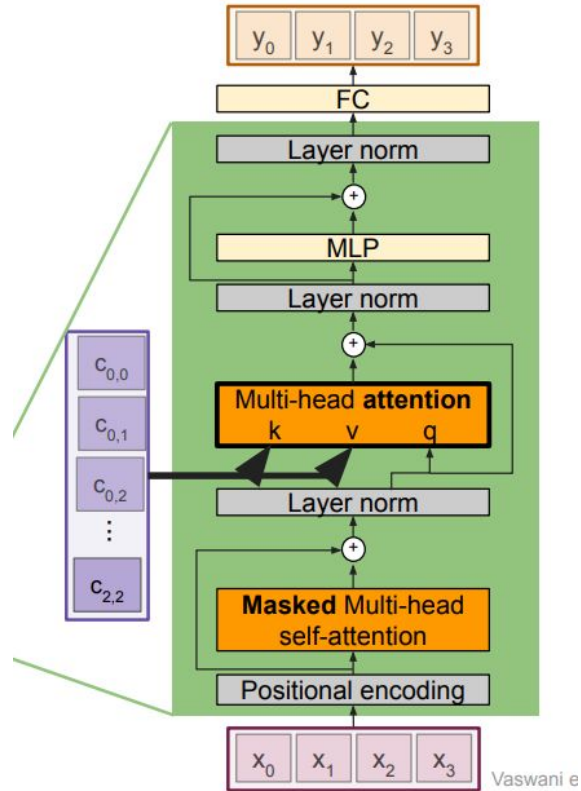 y0 y1 y2 y3
FC
Layer norm
+
MLP
Layer norm
+
Multi-head attention
k v q
c0,0
c0,1
c0,2
⋮
c2,2
Layer norm
+
Masked Multi-head
self-attention
Positional encoding
x0 x1 x2 x3
Vaswani e